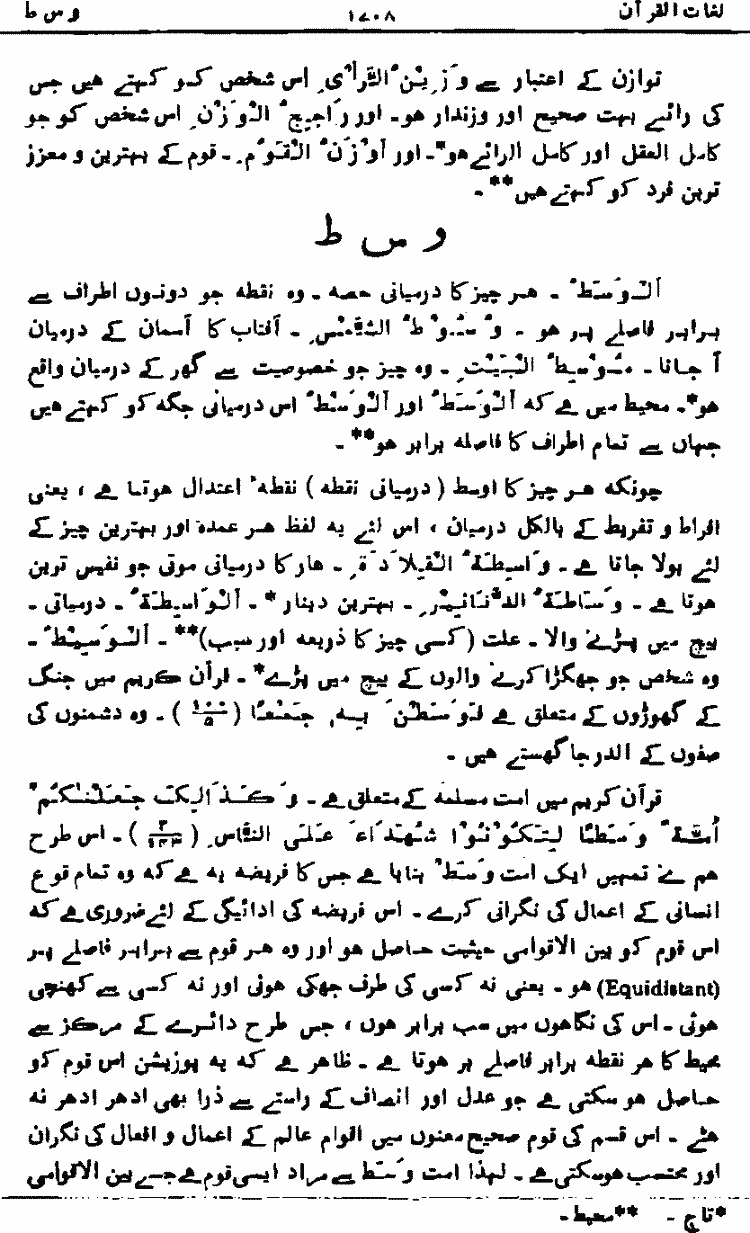 لغات القرآن ۱۷۰۸ و س ط
توازن کے اعتبار سے وَزِیْنُ الرَّاْیِ اس شخص کو کہتے ہیں جس
کی رائے بہت صحیح اور وزندار ہو۔ اور رَاجِحُ الْوَزْنِ اس شخص کو جو
کامل العقل اور کامل الرائے ہو*۔ اور اَوْزَنُ الْقَوْمِ۔ قوم کے بہترین و معزز
ترین فرد کو کہتے ہیں**۔
و س ط
اَلْوَسَطُ ۔ ہر چیز کا درمیانی حصہ ۔ وہ نقطہ جو دونوں اطراف سے
برابر فاصلے پر ہو ۔ وُسُوْطُ الشَّمْسِ ۔ آفتاب کا آسمان کے درمیان
آ جانا ۔ مُوْسِطُ الْبَیْتِ ۔ وہ چیز جو خصوصیت سے گھر کے درمیان واقع
ہو*۔ محیط میں ہے کہ اَلْوَسَطُ اور اَلْوَسْطُ اس درمیانی جگہ کو کہتے ہیں
جہاں سے تمام اطراف کا فاصلہ برابر ہو**۔
چونکہ ہر چیز کا اوسط ( درمیانی نقطہ ) نقطہٴ اعتدال ہوتا ہے ، یعنی
افراط و تفریط کے بالکل درمیان ، اس لئے یہ لفظ ہر عمدہ اور بہترین چیز کے
لئے بولا جاتا ہے ۔ وَاسِطَةُ الْقِلَادَةِ ۔ ہار کا درمیانی موتی جو نفیس ترین
ہوتا ہے ۔ وَسَاطَةُ الدَّنَانِیْرِ ۔ بہترین دینار * ۔ اَلْوَاسِطَةُ ۔ درمیانی ۔
بیچ میں پڑنے والا ۔ علت (کسی چیز کا ذریعہ اور سبب)** ۔ اَلْوَسِیْطُ ۔
وہ شخص جو جھگڑا کرنے والوں کے بیچ میں پڑے* ۔ قرآن کریم میں جنگ
کے گھوڑوں کے متعلق ہے فَوَسَطْنَ بِہٖ جَمْعًا ( ۱۰۰/۵ ) ۔ وہ دشمنوں کی
صفوں کے اندر جا گھستے ہیں ۔
قرآن کریم میں امت مسلمہ کے متعلق ہے ۔ وَ کَذٰلِکَ جَعَلْنٰکُمْ
اُمَّةً وَسَطًا لِتَکُوْنُوْا شُہَدَاءَ عَلَی النَّاسِ ( ۲/۱۴۳ ) ۔ اس طرح
ہم نے تمہیں ایک امت وَسَط بنایا ہے جس کا فریضہ یہ ہے کہ وہ تمام نوع
انسانی کے اعمال کی نگرانی کرے ۔ اس فریضہ کی ادائیگی کے لئے ضروری ہے کہ
اس قوم کو بین الاقوامی حیثیت حاصل ہو اور وہ ہر قوم سے برابر فاصلے پر
(Equidistant) ہو ۔ یعنی نہ کسی کی طرف جھکی ہوئی اور نہ کسی سے کھنچی
ہوئی ۔ اس کی نگاہوں میں سب برابر ہوں ، جس طرح دائرے کے مرکز سے
محیط کا ہر نقطہ برابر فاصلے پر ہوتا ہے ۔ ظاہر ہے کہ یہ پوزیشن اس قوم کو
حاصل ہو سکتی ہے جو عدل اور انصاف کے راستے سے ذرا بھی ادھر ادھر نہ
ہٹے ۔ اس قسم کی قوم صحیح معنوں میں اقوام عالم کے اعمال و افعال کی نگران
اور محتسب ہو سکتی ہے ۔ لہذا امت وَسَط سے مراد ایسی قوم ہے جسے بین الاقوامی
*تاج ۔ **محیط ۔